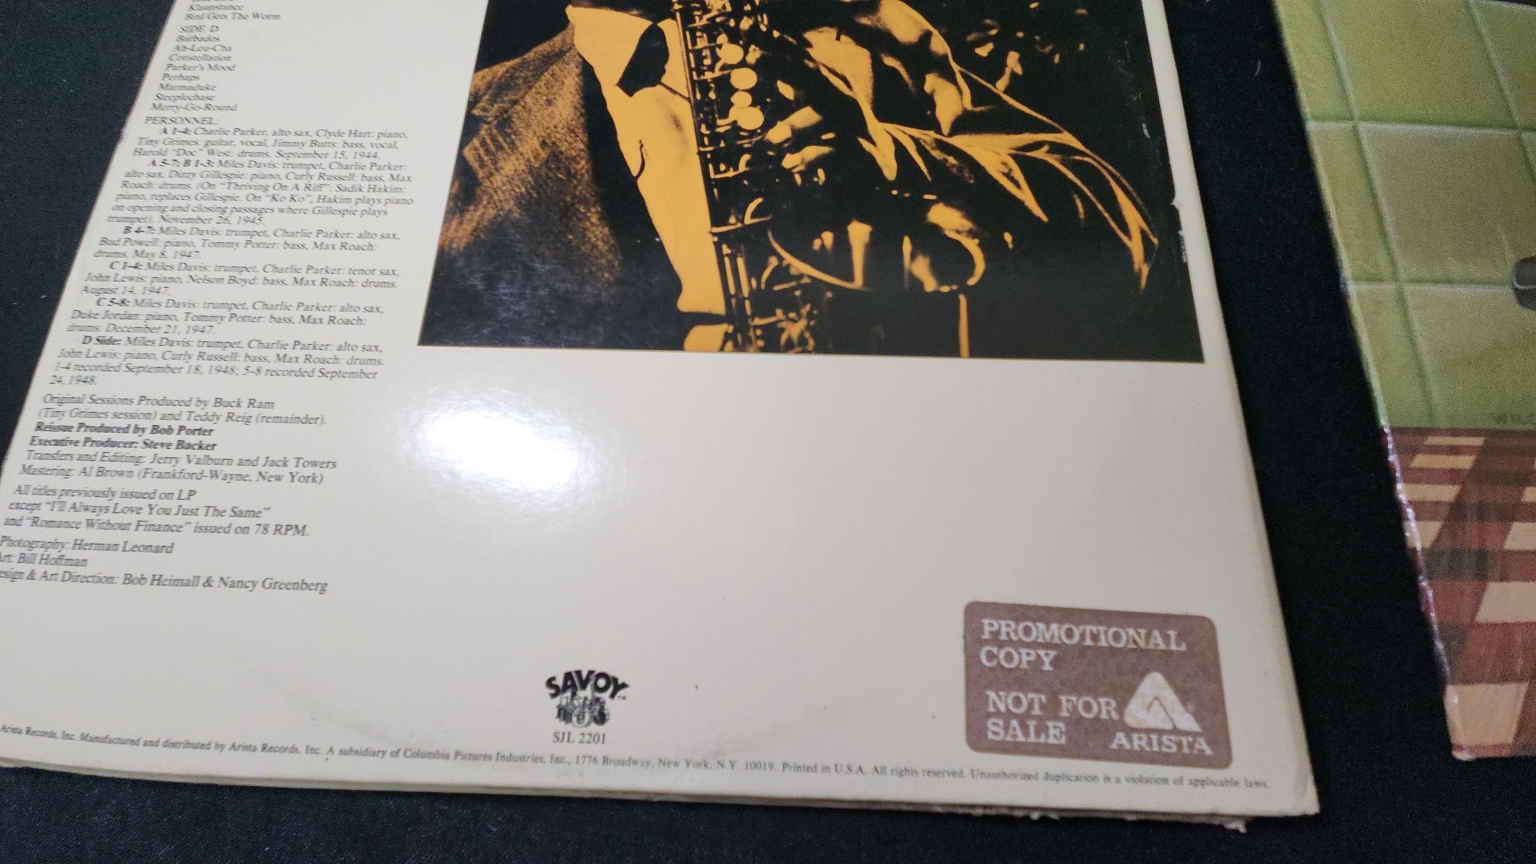 Klaunstance
Bird Gets The Worm
SIDE D
Barbados
Ah-Leu-Cha
Constellation
Parker's Mood
Perhaps
Marmaduke
Steeplechase
Merry-Go-Round
PERSONNEL:
A 1-4: Charlie Parker, alto sax, Clyde Hart: piano,
Tiny Grimes: guitar, vocal, Jimmy Butts: bass, vocal,
Harold "Doc" West: drums. September 15, 1944.
A 5-7; B 1-3: Miles Davis: trumpet, Charlie Parker:
alto sax, Dizzy Gillespie: piano, Curly Russell: bass, Max
Roach: drums. (On "Thriving On A Riff": Sadik Hakim:
piano, replaces Gillespie. On "Ko Ko", Hakim plays piano
on opening and closing passages where Gillespie plays
trumpet). November 26, 1945.
B 4-7: Miles Davis: trumpet, Charlie Parker: alto sax,
Bud Powell: piano, Tommy Potter: bass, Max Roach:
drums. May 8, 1947.
C 1-4: Miles Davis: trumpet, Charlie Parker: tenor sax,
John Lewis: piano, Nelson Boyd: bass, Max Roach: drums.
August 14, 1947.
C 5-8: Miles Davis: trumpet, Charlie Parker: alto sax,
Duke Jordan: piano, Tommy Potter: bass, Max Roach:
drums. December 21, 1947.
D Side: Miles Davis: trumpet, Charlie Parker: alto sax,
John Lewis: piano, Curly Russell: bass, Max Roach: drums.
1-4 recorded September 18, 1948; 5-8 recorded September
24, 1948.
Original Sessions Produced by Buck Ram
(Tiny Grimes session) and Teddy Reig (remainder).
Reissue Produced by Bob Porter
Executive Producer: Steve Backer
Transfers and Editing: Jerry Valburn and Jack Towers
Mastering: Al Brown (Frankford-Wayne, New York)
All titles previously issued on LP
except "I'll Always Love You Just The Same"
and "Romance Without Finance" issued on 78 RPM.
Photography: Herman Leonard
Art: Bill Hoffman
esign & Art Direction: Bob Heimall & Nancy Greenberg
PROMOTIONAL
COPY
NOT FOR
SALE ARISTA
SAVOY
SJL 2201
Arista Records, Inc. Manufactured and distributed by Arista Records, Inc. A subsidiary of Columbia Pictures Industries, Inc., 1776 Broadway, New York, N.Y. 10019. Printed in U.S.A. All rights reserved. Unauthorized duplication is a violation of applicable laws.